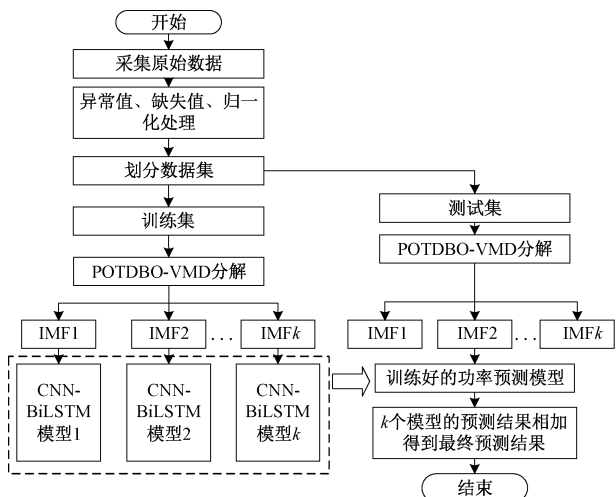 开始
采集原始数据
异常值、缺失值、归一
化处理
划分数据集
训练集
POTDBO-VMD分解
IMF1
IMF2
...
IMFk
CNN-
BiLSTM
模型1
CNN-
BiLSTM
模型2
CNN-
BiLSTM
模型k
测试集
POTDBO-VMD分解
IMF1
IMF2
...
IMFk
训练好的功率预测模型
k个模型的预测结果相加
得到最终预测结果
结束